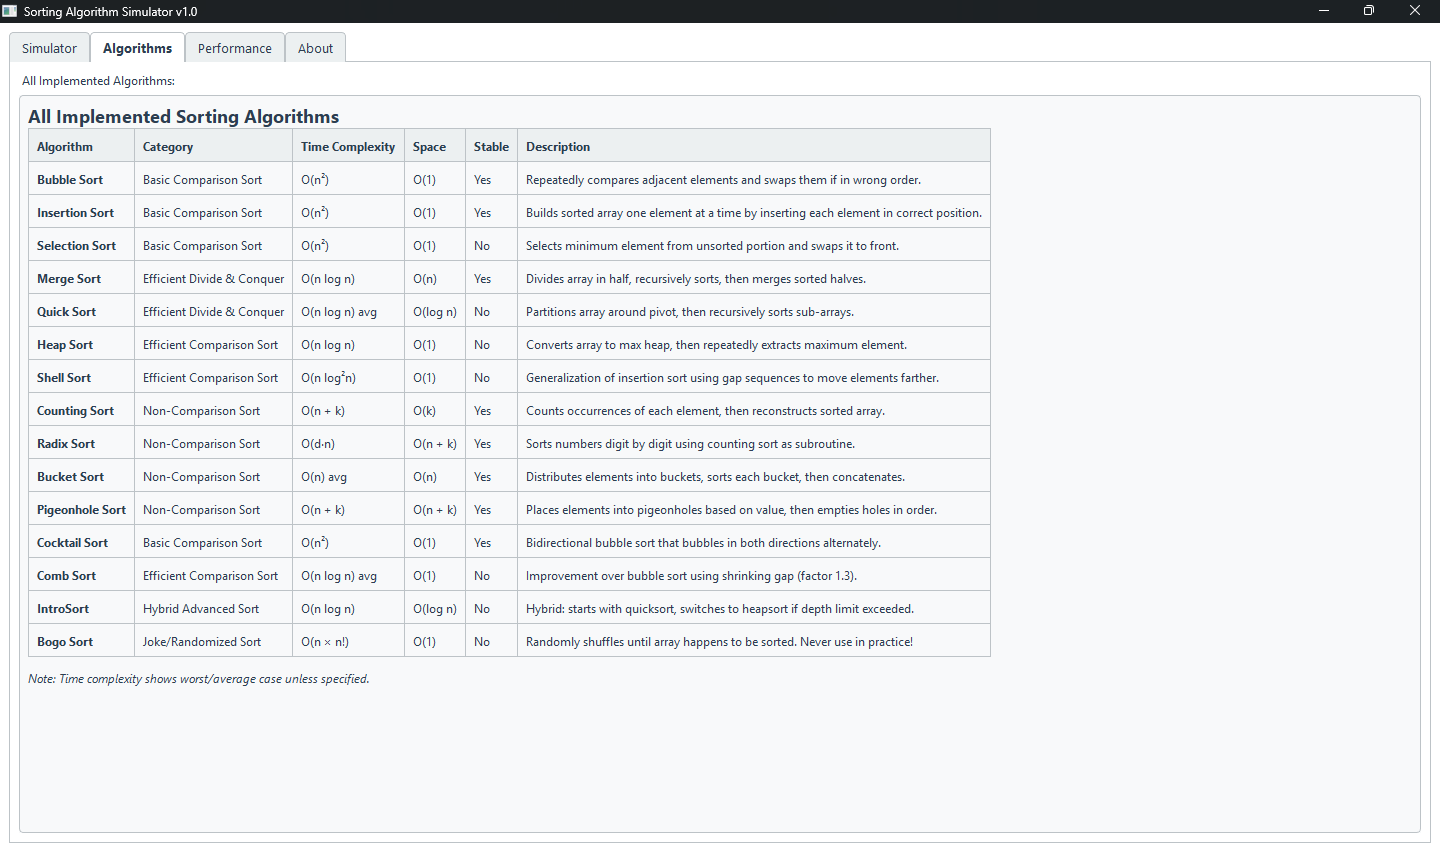 Sorting Algorithm Simulator v1.0
Simulator Algorithms Performance About
All Implemented Algorithms:
All Implemented Sorting Algorithms
Algorithm Category Time Complexity Space Stable Description
Bubble Sort Basic Comparison Sort O(n²) O(1) Yes Repeatedly compares adjacent elements and swaps them if in wrong order.
Insertion Sort Basic Comparison Sort O(n²) O(1) Yes Builds sorted array one element at a time by inserting each element in correct position.
Selection Sort Basic Comparison Sort O(n²) O(1) No Selects minimum element from unsorted portion and swaps it to front.
Merge Sort Efficient Divide & Conquer O(n log n) O(n) Yes Divides array in half, recursively sorts, then merges sorted halves.
Quick Sort Efficient Divide & Conquer O(n log n) avg O(log n) No Partitions array around pivot, then recursively sorts sub-arrays.
Heap Sort Efficient Comparison Sort O(n log n) O(1) No Converts array to max heap, then repeatedly extracts maximum element.
Shell Sort Efficient Comparison Sort O(n log²n) O(1) No Generalization of insertion sort using gap sequences to move elements farther.
Counting Sort Non-Comparison Sort O(n + k) O(k) Yes Counts occurrences of each element, then reconstructs sorted array.
Radix Sort Non-Comparison Sort O(d·n) O(n + k) Yes Sorts numbers digit by digit using counting sort as subroutine.
Bucket Sort Non-Comparison Sort O(n) avg O(n) Yes Distributes elements into buckets, sorts each bucket, then concatenates.
Pigeonhole Sort Non-Comparison Sort O(n + k) O(n + k) Yes Places elements into pigeonholes based on value, then empties holes in order.
Cocktail Sort Basic Comparison Sort O(n²) O(1) Yes Bidirectional bubble sort that bubbles in both directions alternately.
Comb Sort Efficient Comparison Sort O(n log n) avg O(1) No Improvement over bubble sort using shrinking gap (factor 1.3).
IntroSort Hybrid Advanced Sort O(n log n) O(log n) No Hybrid: starts with quicksort, switches to heapsort if depth limit exceeded.
Bogo Sort Joke/Randomized Sort O(n × n!) O(1) No Randomly shuffles until array happens to be sorted. Never use in practice!
Note: Time complexity shows worst/average case unless specified.